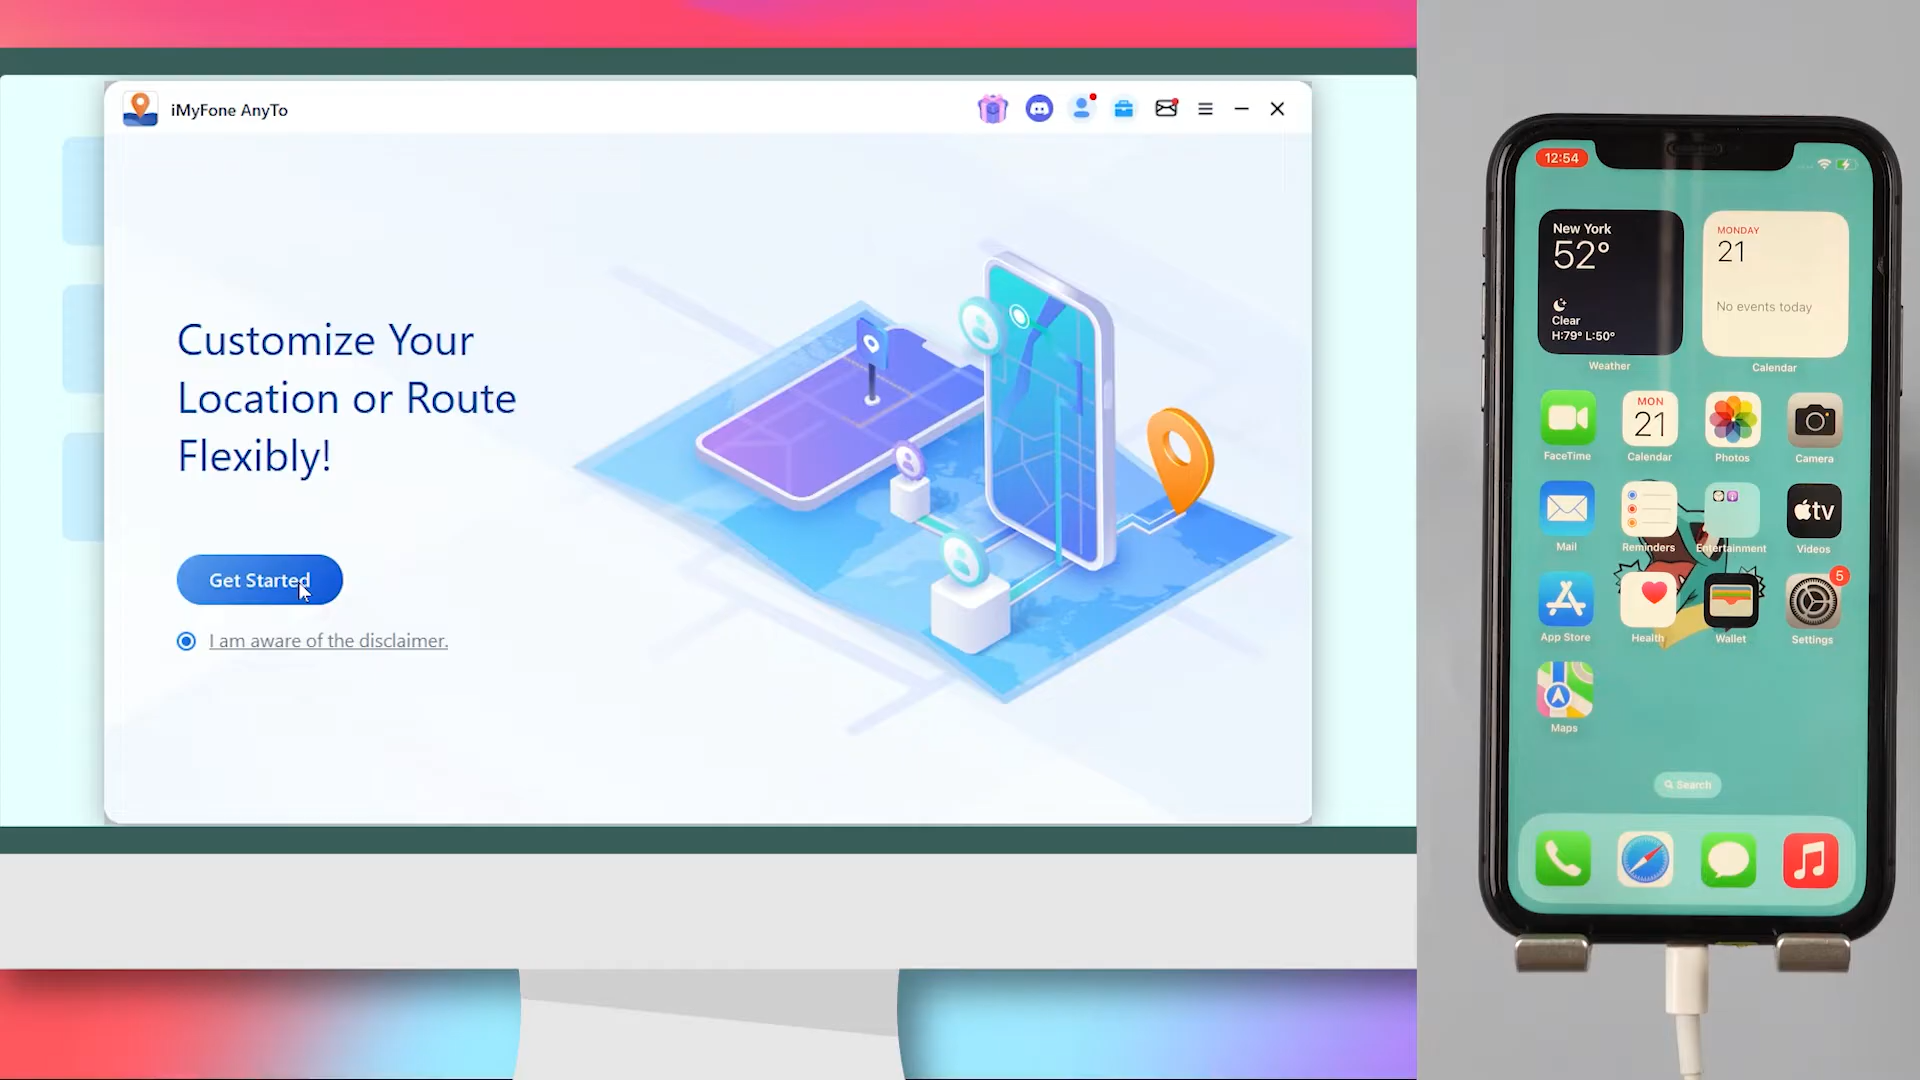 iMyFone AnyTo
Customize Your
Location or Route
Flexibly!
Get Started
I am aware of the disclaimer.
12:54
New York
52°
Clear
H:79° L:50°
Weather
MONDAY
21
No events today
Calendar
FaceTime
MON
21
Calendar
Photos
Camera
Mail
Reminders
Entertainment
tv
Videos
App Store
Health
Wallet
5
Settings
Maps
Search